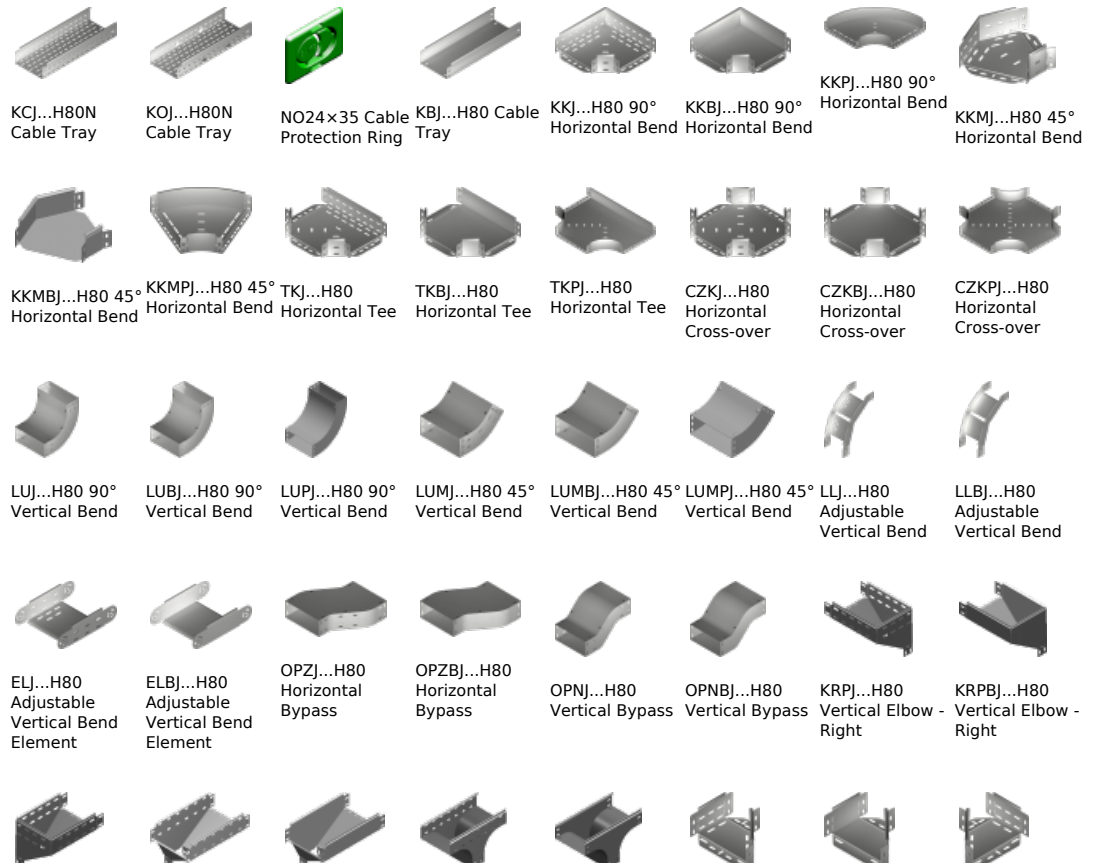 KCJ...H80N
Cable Tray
KOJ...H80N
Cable Tray
NO24×35 Cable
Protection Ring
KBJ...H80 Cable
Tray
KKJ...H80 90°
Horizontal Bend
KKBJ...H80 90°
Horizontal Bend
KKPJ...H80 90°
Horizontal Bend
KKMJ...H80 45°
Horizontal Bend
KKMBJ...H80 45°
Horizontal Bend
KKMPJ...H80 45°
Horizontal Bend
TKJ...H80
Horizontal Tee
TKBJ...H80
Horizontal Tee
TKPJ...H80
Horizontal Tee
CZKJ...H80
Horizontal
Cross-over
CZKBJ...H80
Horizontal
Cross-over
CZKPJ...H80
Horizontal
Cross-over
LUJ...H80 90°
Vertical Bend
LUBJ...H80 90°
Vertical Bend
LUPJ...H80 90°
Vertical Bend
LUMJ...H80 45°
Vertical Bend
LUMBJ...H80 45°
Vertical Bend
LUMPJ...H80 45°
Vertical Bend
LLJ...H80
Adjustable
Vertical Bend
LLBJ...H80
Adjustable
Vertical Bend
ELJ...H80
Adjustable
Vertical Bend
Element
ELBJ...H80
Adjustable
Vertical Bend
Element
OPZJ...H80
Horizontal
Bypass
OPZBJ...H80
Horizontal
Bypass
OPNJ...H80
Vertical Bypass
OPNBJ...H80
Vertical Bypass
KRPJ...H80
Vertical Elbow -
Right
KRPBJ...H80
Vertical Elbow -
Right